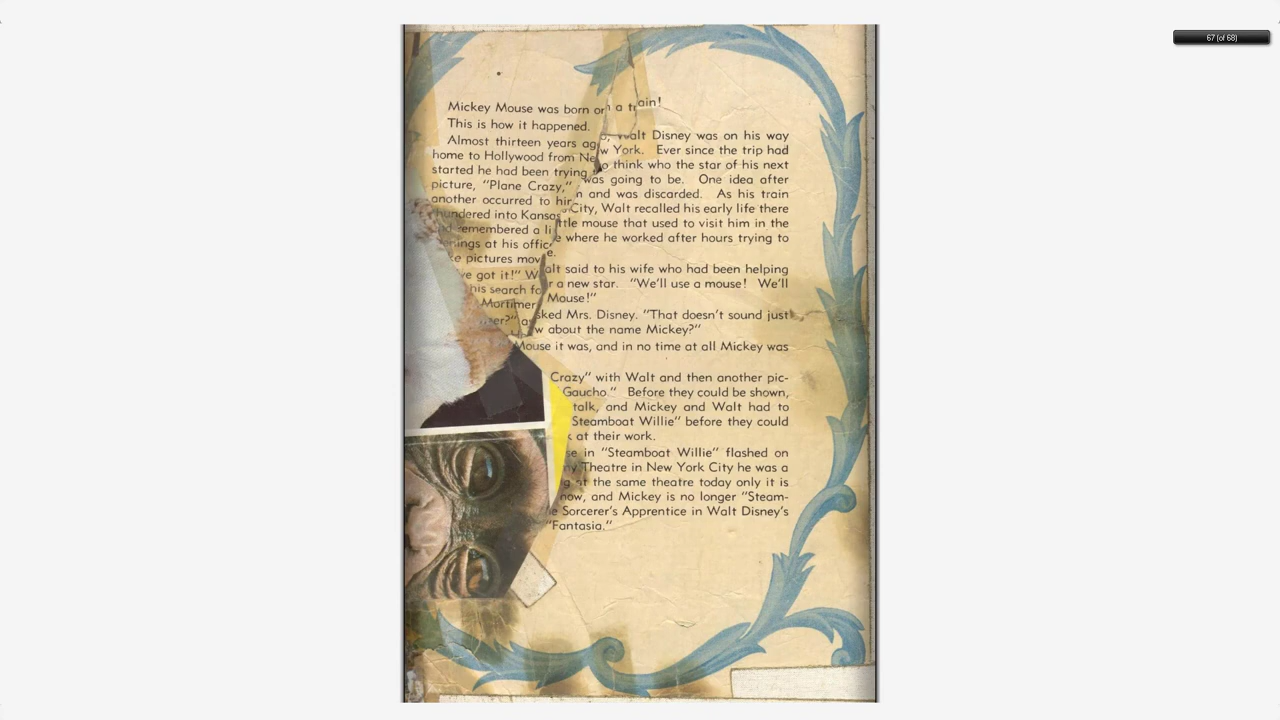 67 (of 68)
Mickey Mouse was born on a train!
This is how it happened.
Almost thirteen years ago, Walt Disney was on his way
home to Hollywood from New York. Ever since the trip had
started he had been trying to think who the star of his next
picture, "Plane Crazy," was going to be. One idea after
another occurred to him and was discarded. As his train
thundered into Kansas City, Walt recalled his early life there
and remembered a little mouse that used to visit him in the
enings at his office where he worked after hours trying to
ke pictures move.
ve got it!" Walt said to his wife who had been helping
his search for a new star. "We'll use a mouse! We'll
Mortimer Mouse!"
er?" asked Mrs. Disney. "That doesn't sound just
w about the name Mickey?"
Mouse it was, and in no time at all Mickey was
Crazy" with Walt and then another pic-
Gaucho." Before they could be shown,
talk, and Mickey and Walt had to
Steamboat Willie" before they could
k at their work.
se in "Steamboat Willie" flashed on
ny Theatre in New York City he was a
g at the same theatre today only it is
now, and Mickey is no longer "Steam-
e Sorcerer's Apprentice in Walt Disney's
"Fantasia."